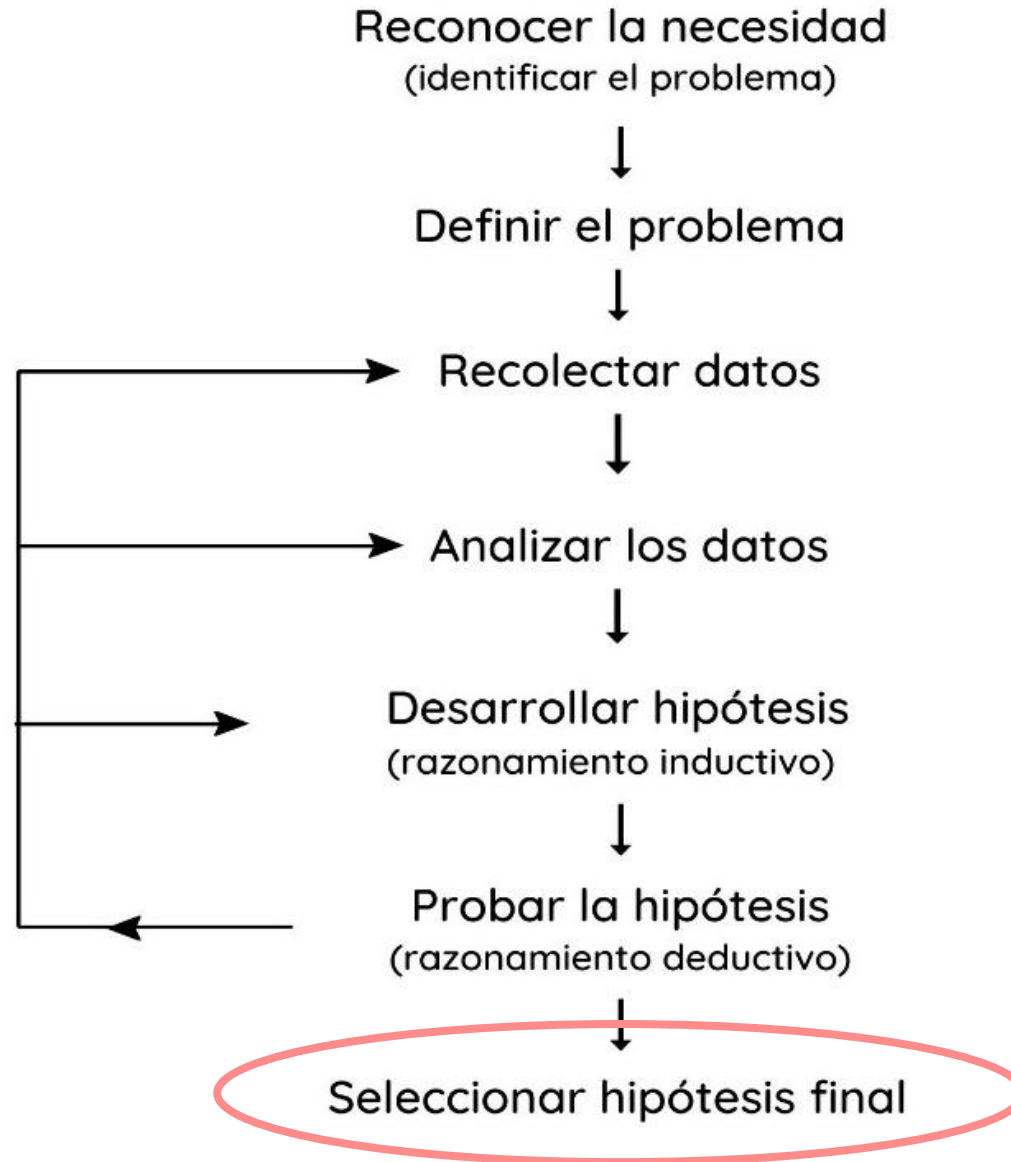 Reconocer la necesidad
(identificar el problema)
Definir el problema
Recolectar datos
Analizar los datos
Desarrollar hipótesis
(razonamiento inductivo)
Probar la hipótesis
(razonamiento deductivo)
Seleccionar hipótesis final